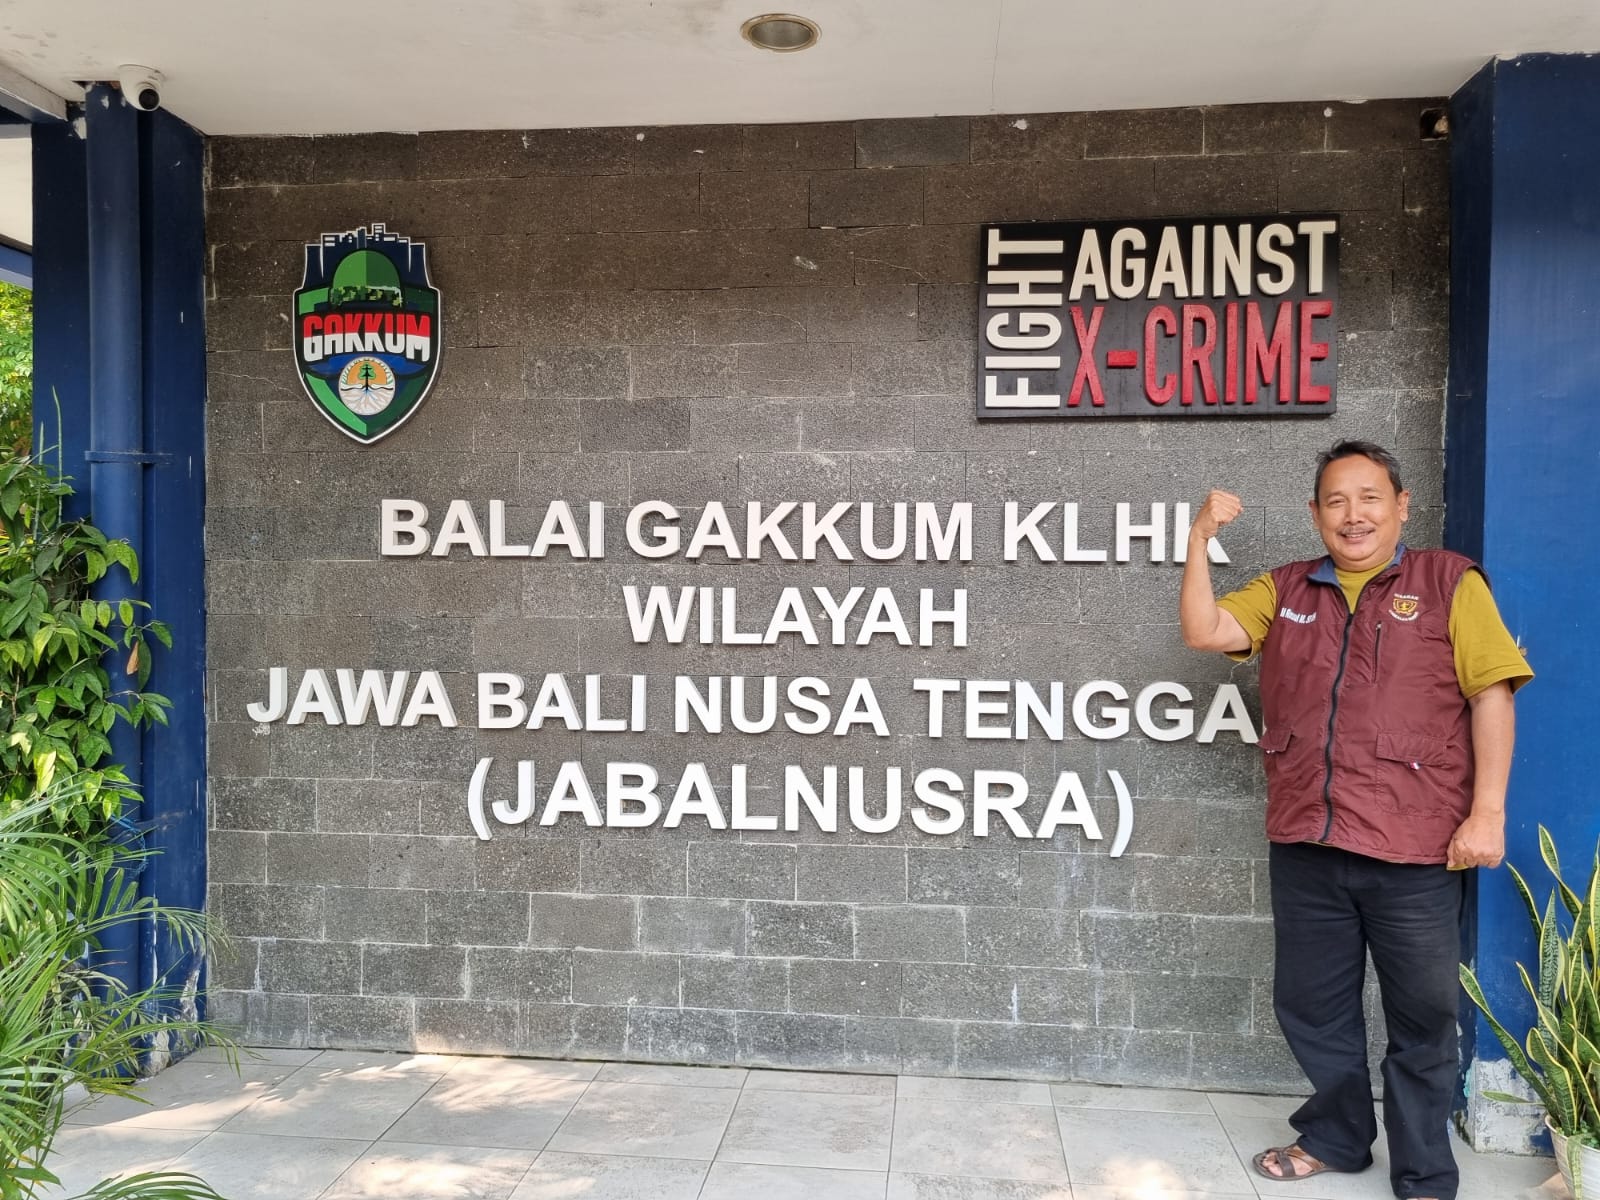 GAKKUM
FIGHT
AGAINST
X-CRIME
BALAI GAKKUM KLHK
WILAYAH
JAWA BALI NUSA TENGGA
(JABALNUSRA)